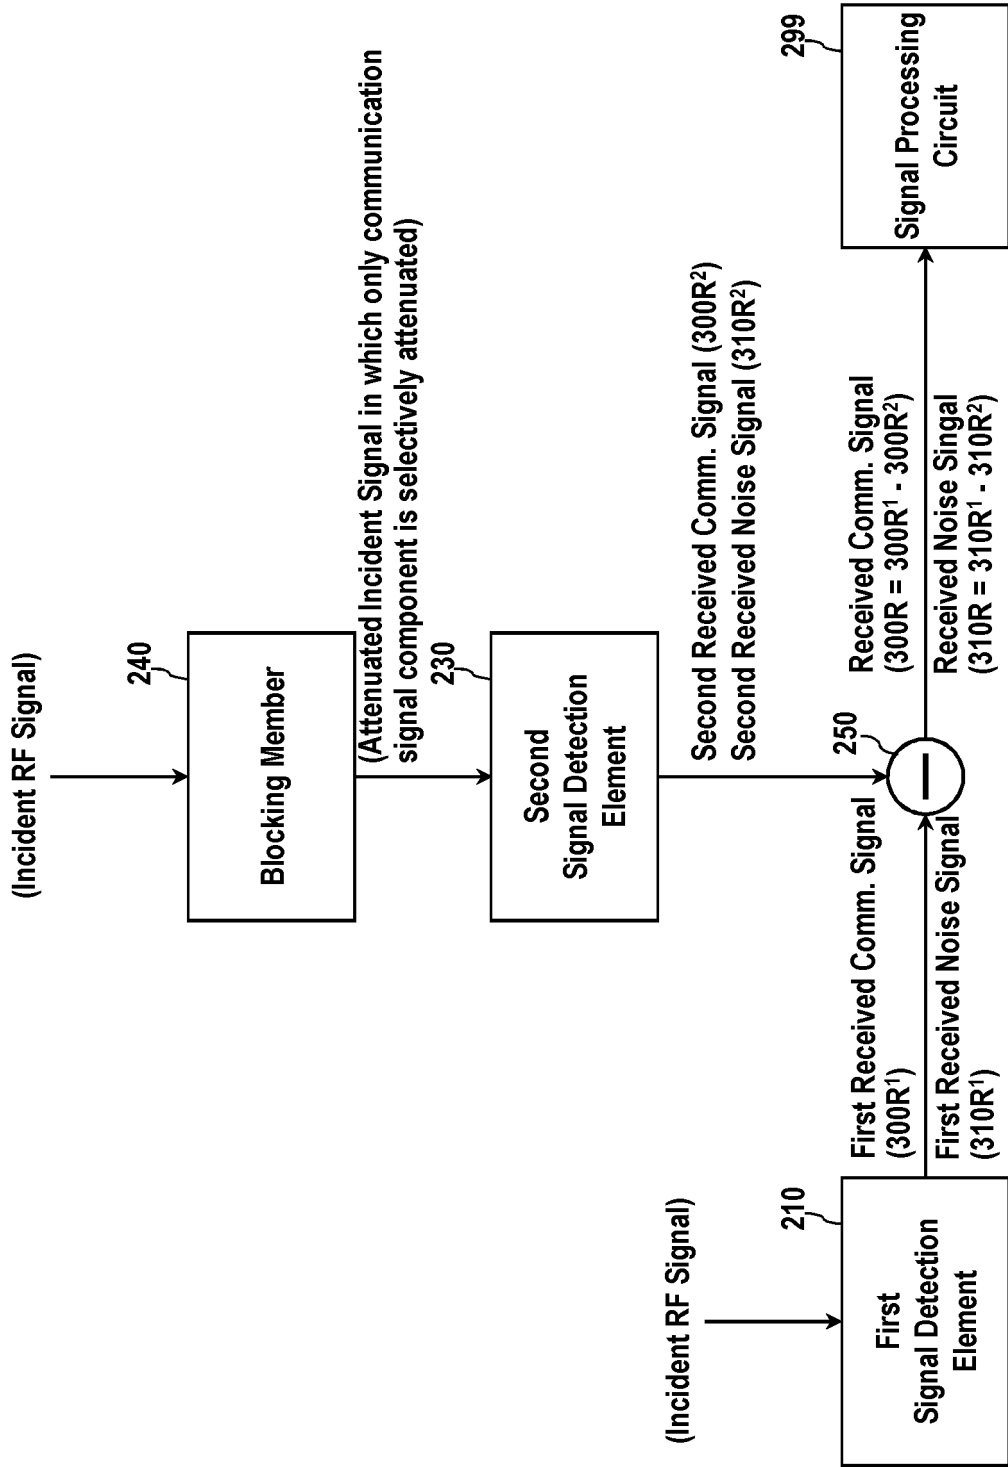 (Incident RF Signal)
240
Blocking Member
(Attenuated Incident Signal in which only communication
signal component is selectively attenuated)
230
Second
Signal Detection
Element
Second Received Comm. Signal (300R²)
Second Received Noise Signal (310R²)
(Incident RF Signal)
210
First
Signal Detection
Element
First Received Comm. Signal
(300R¹)
First Received Noise Signal
(310R¹)
250
Received Comm. Signal
(300R = 300R¹ - 300R²)
Received Noise Singal
(310R = 310R¹ - 310R²)
299
Signal Processing
Circuit